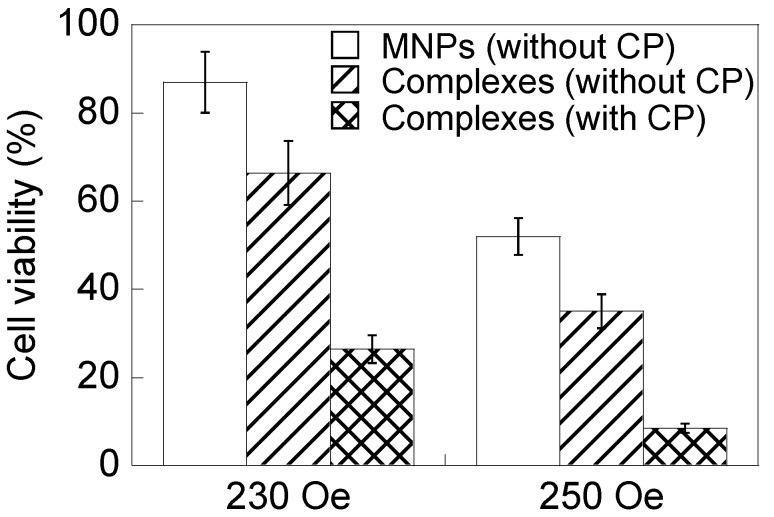 Cell viability (%)
100
80
60
40
20
0
MNPs (without CP)
Complexes (without CP)
Complexes (with CP)
230 Oe
250 Oe